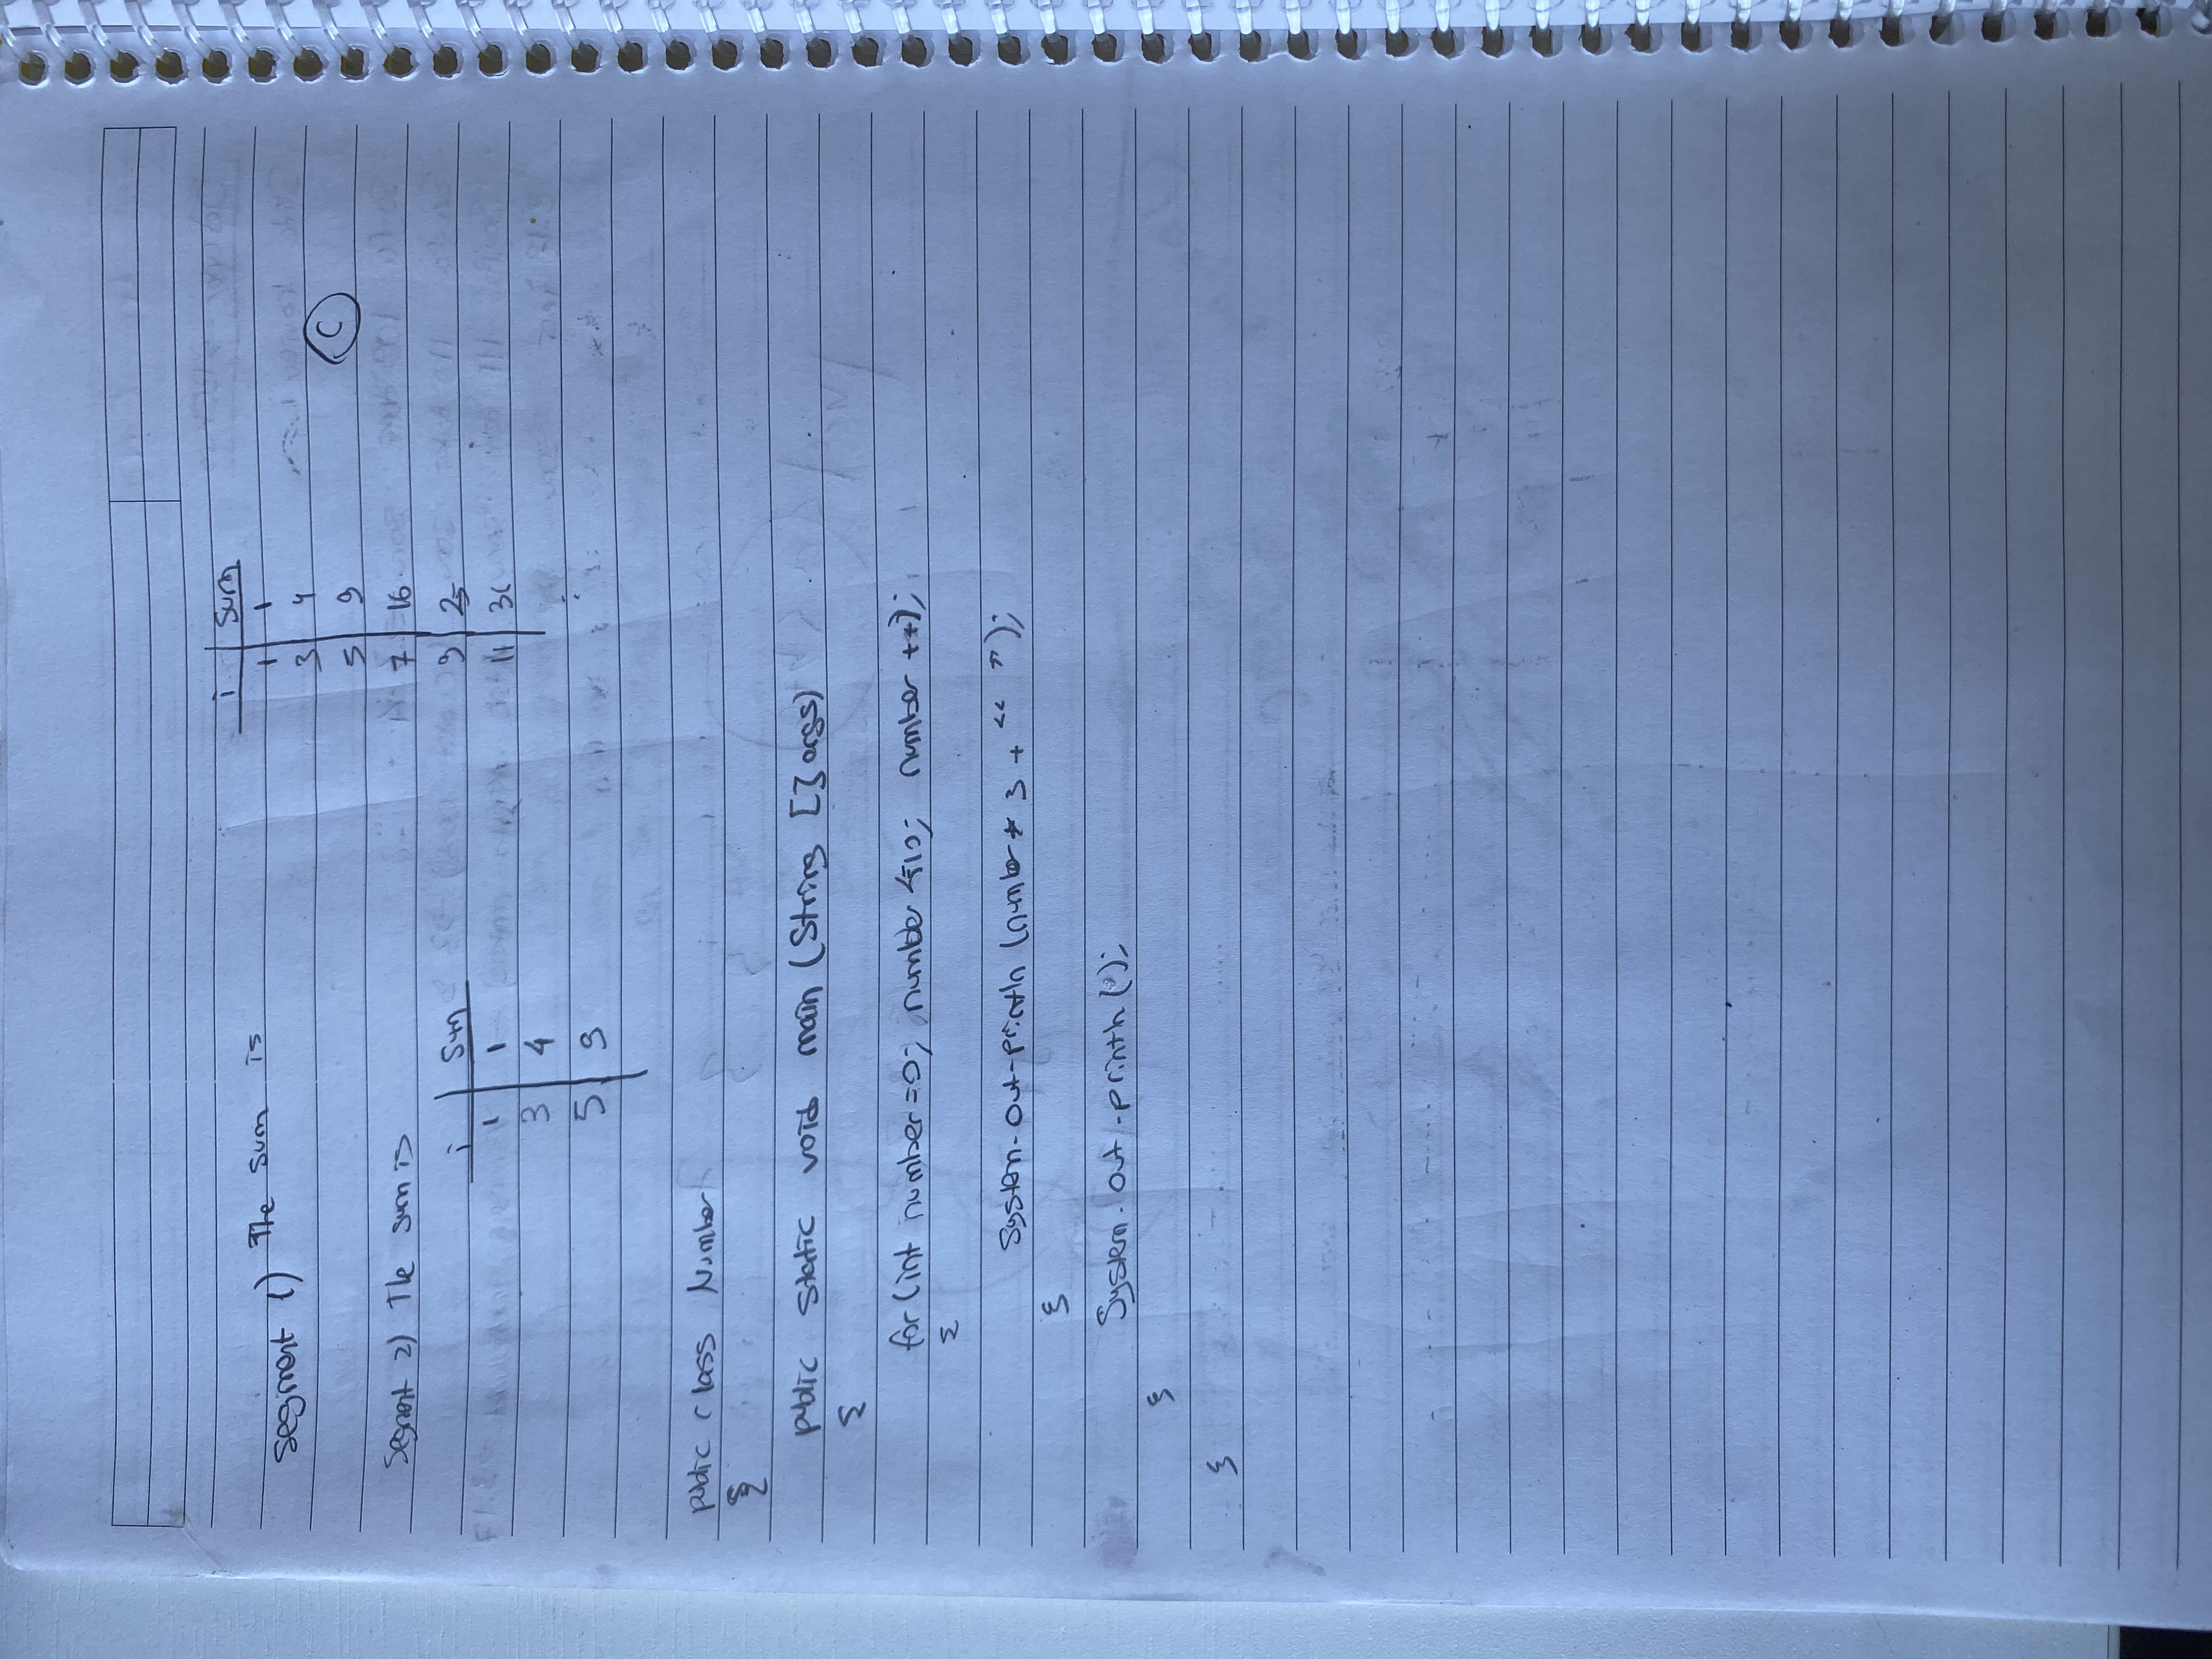 Segment 1) The sum is
i | sum
1 | 1
3 | 4
5 | 9
7 | 16
9 | 25
11 | 36
C
Segment 2) The sum is
i | Sum
1 | 1
3 | 4
5 | 9
public class Number
{
public static void main (String [] args)
{
for (int number=0; number <=10; number ++);
{
System.out.println (number * 3 + “ ”);
}
System.out.println ();
}
}